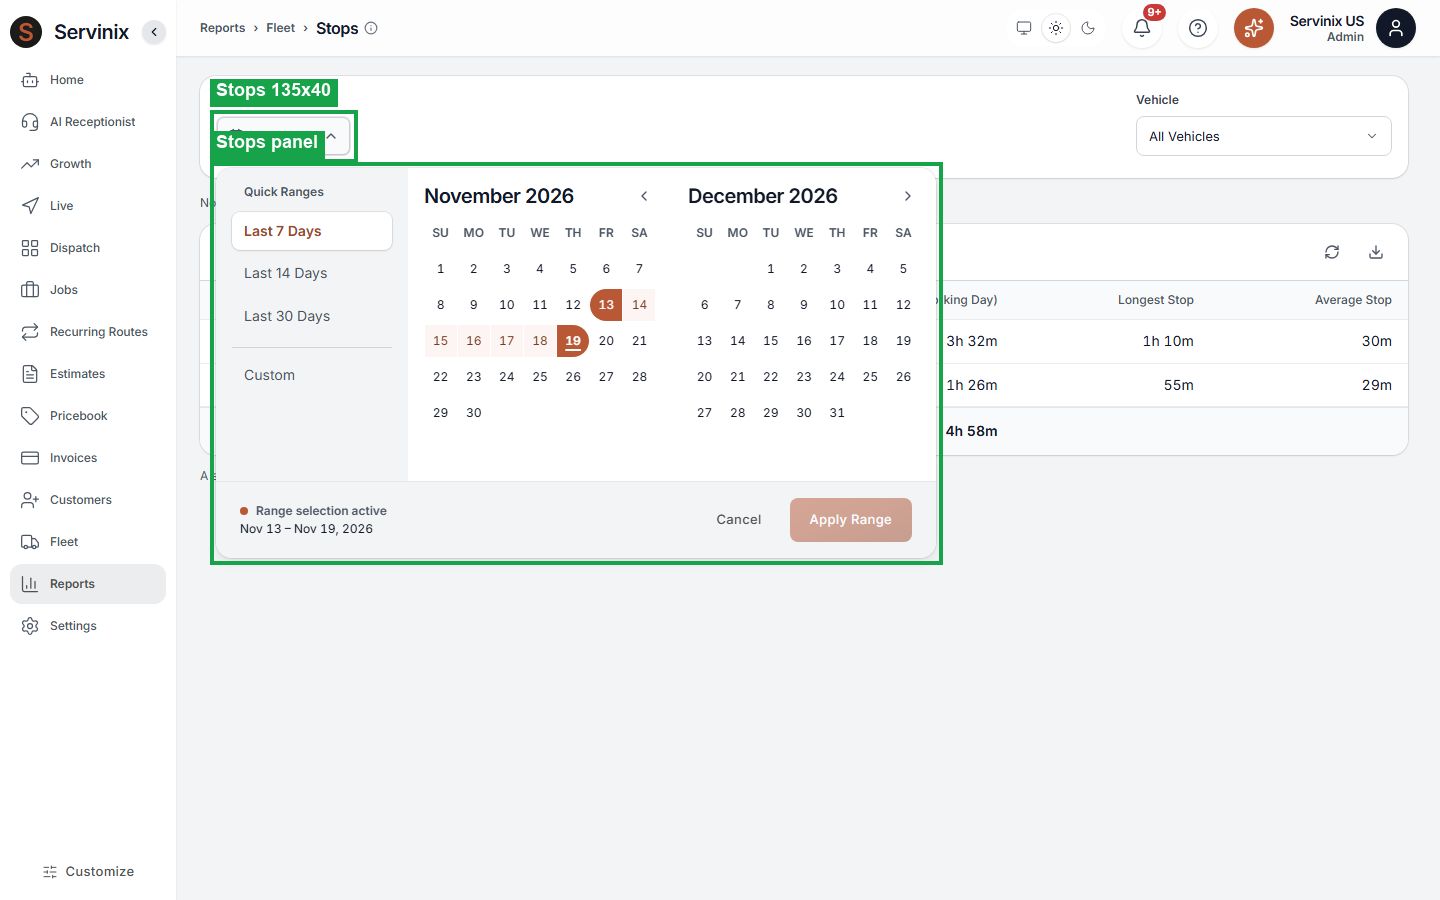 Servinix
Reports › Fleet › Stops
9+
Servinix US
Admin
Home
AI Receptionist
Growth
Live
Dispatch
Jobs
Recurring Routes
Estimates
Pricebook
Invoices
Customers
Fleet
Reports
Settings
Customize
Stops 135x40
Stops panel
Vehicle
All Vehicles
Quick Ranges
Last 7 Days
Last 14 Days
Last 30 Days
Custom
November 2026
SU MO TU WE TH FR SA
1 2 3 4 5 6 7
8 9 10 11 12 13 14
15 16 17 18 19 20 21
22 23 24 25 26 27 28
29 30
December 2026
SU MO TU WE TH FR SA
1 2 3 4 5
6 7 8 9 10 11 12
13 14 15 16 17 18 19
20 21 22 23 24 25 26
27 28 29 30 31
Range selection active
Nov 13 – Nov 19, 2026
Cancel
Apply Range
Day) Longest Stop Average Stop
3h 32m 1h 10m 30m
1h 26m 55m 29m
4h 58m